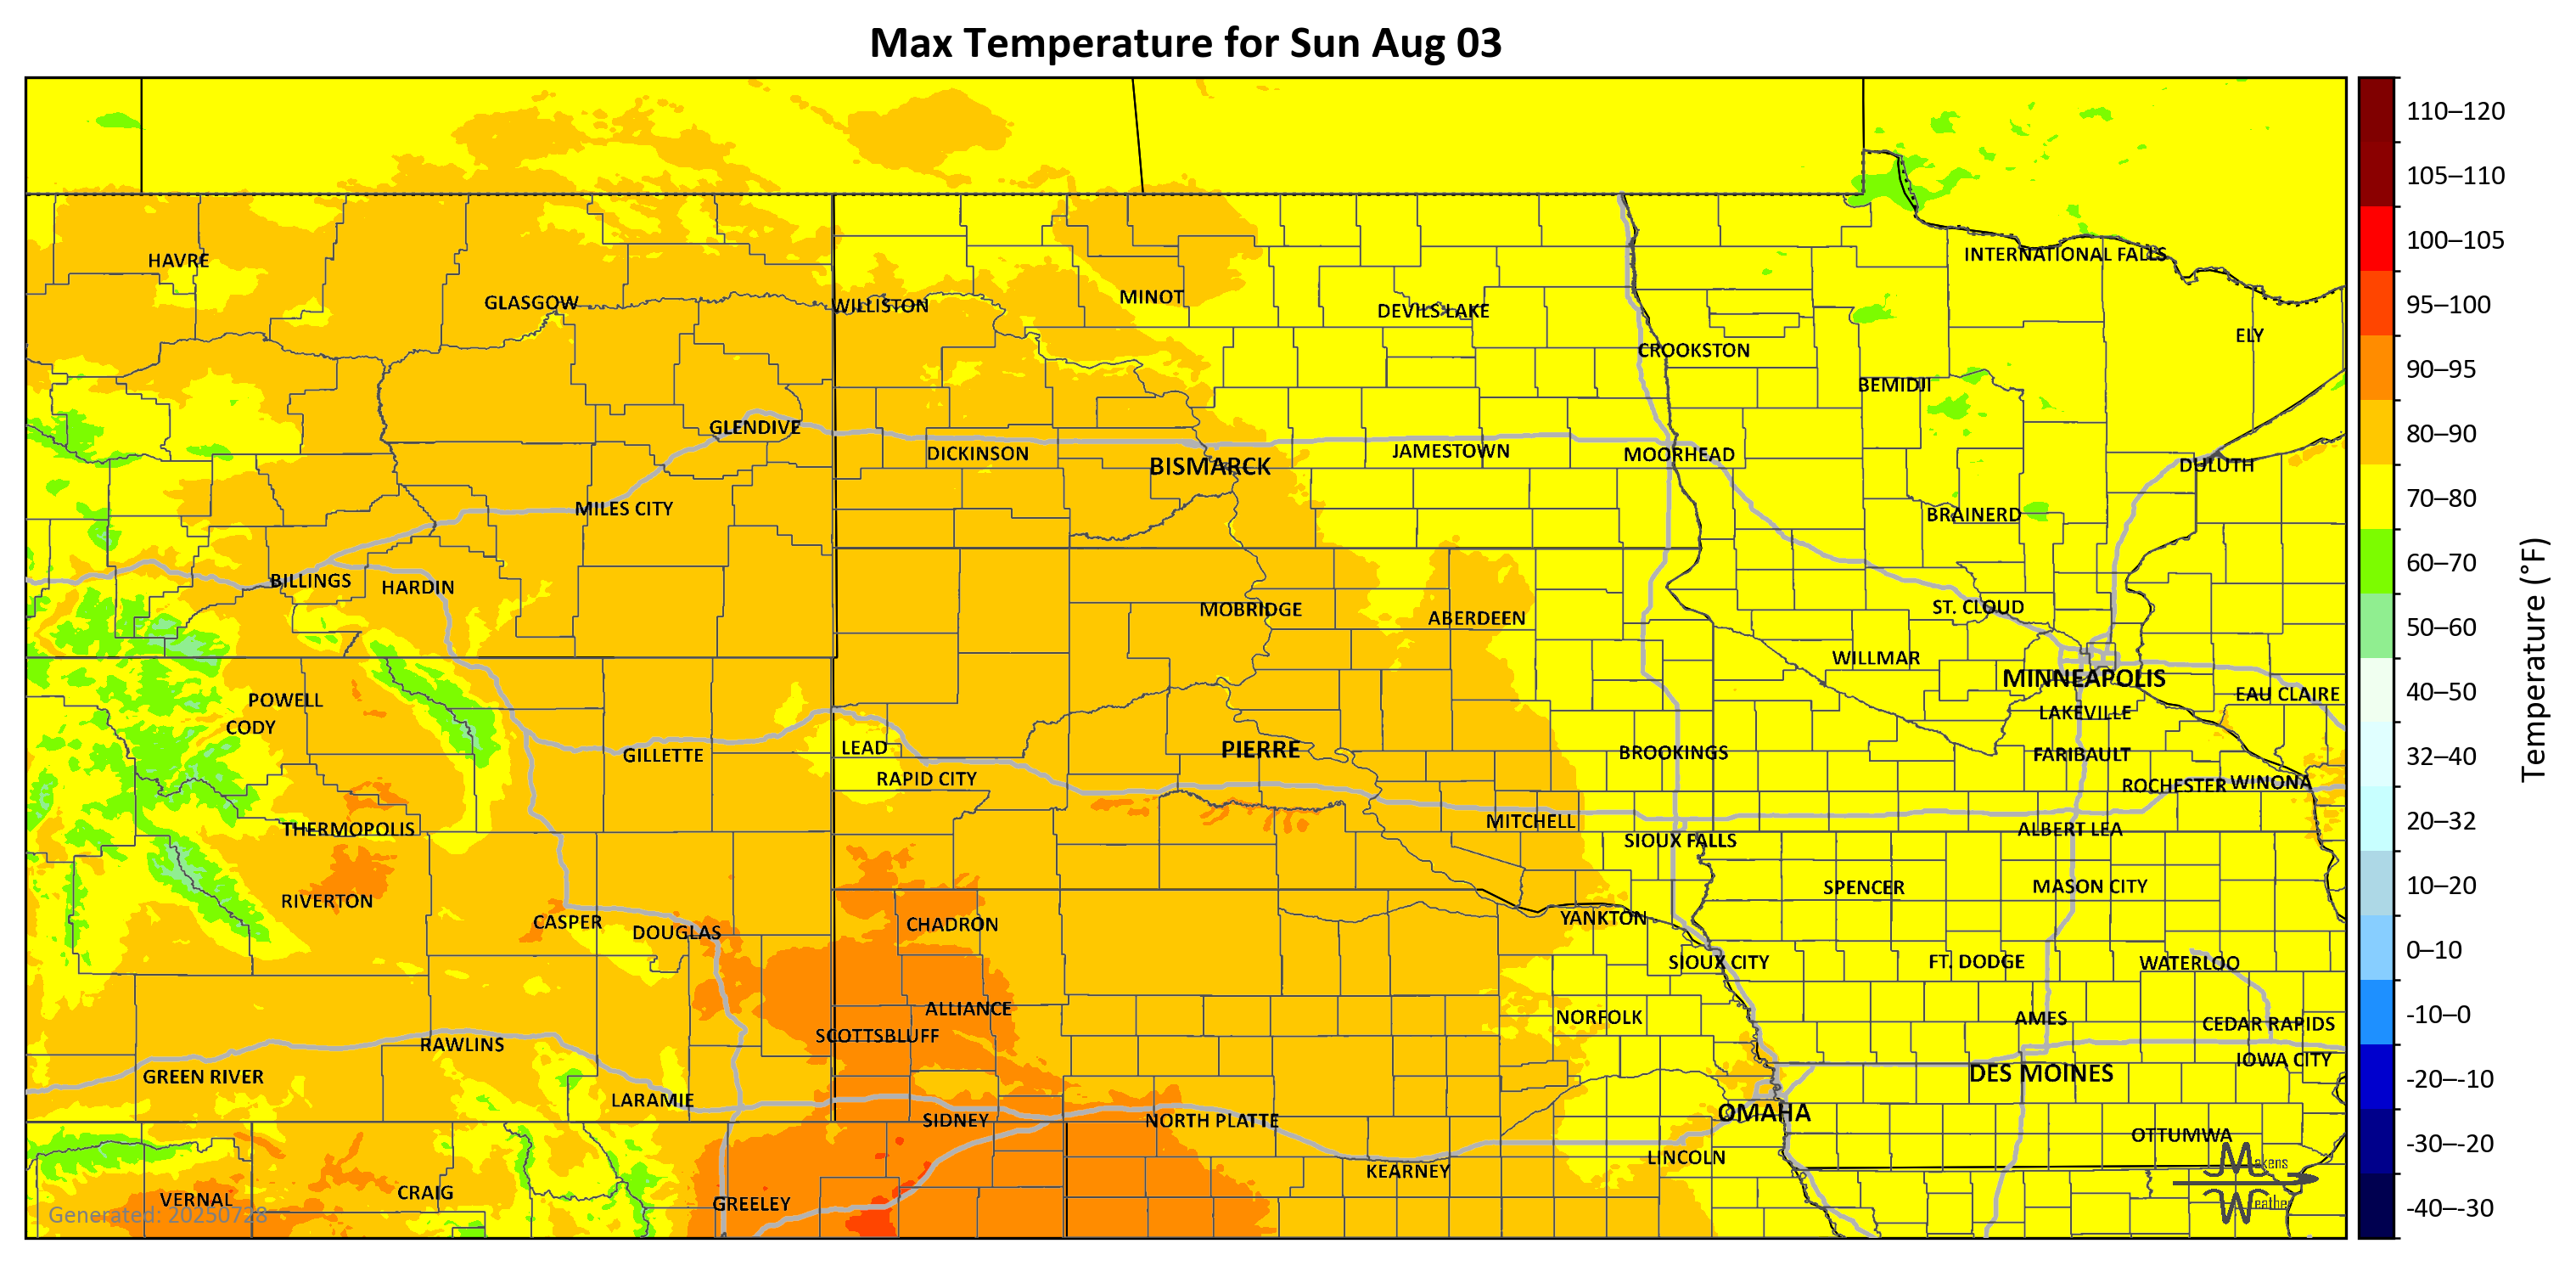 Max Temperature for Sun Aug 03
110–120
105–110
100–105
95–100
90–95
80–90
70–80
60–70
50–60
40–50
32–40
20–32
10–20
0–10
-10–0
-20–-10
-30–-20
-40–-30
Temperature (°F)
HAVRE
INTERNATIONAL FALLS
GLASGOW
WILLISTON
MINOT
DEVILS LAKE
ELY
CROOKSTON
BEMIDJI
GLENDIVE
DICKINSON
BISMARCK
JAMESTOWN
MOORHEAD
DULUTH
MILES CITY
BRAINERD
BILLINGS
HARDIN
MOBRIDGE
ABERDEEN
ST. CLOUD
WILLMAR
MINNEAPOLIS
EAU CLAIRE
POWELL
CODY
LAKEVILLE
GILLETTE
LEAD
PIERRE
BROOKINGS
FARIBAULT
RAPID CITY
ROCHESTER
WINONA
THERMOPOLIS
MITCHELL
SIOUX FALLS
ALBERT LEA
RIVERTON
SPENCER
MASON CITY
CASPER
DOUGLAS
CHADRON
YANKTON
SIOUX CITY
FT. DODGE
WATERLOO
ALLIANCE
SCOTTSBLUFF
NORFOLK
AMES
CEDAR RAPIDS
RAWLINS
IOWA CITY
GREEN RIVER
DES MOINES
LARAMIE
SIDNEY
NORTH PLATTE
OMAHA
OTTUMWA
LINCOLN
KEARNEY
VERNAL
CRAIG
GREELEY
Generated: 20250728
Makens
Weather